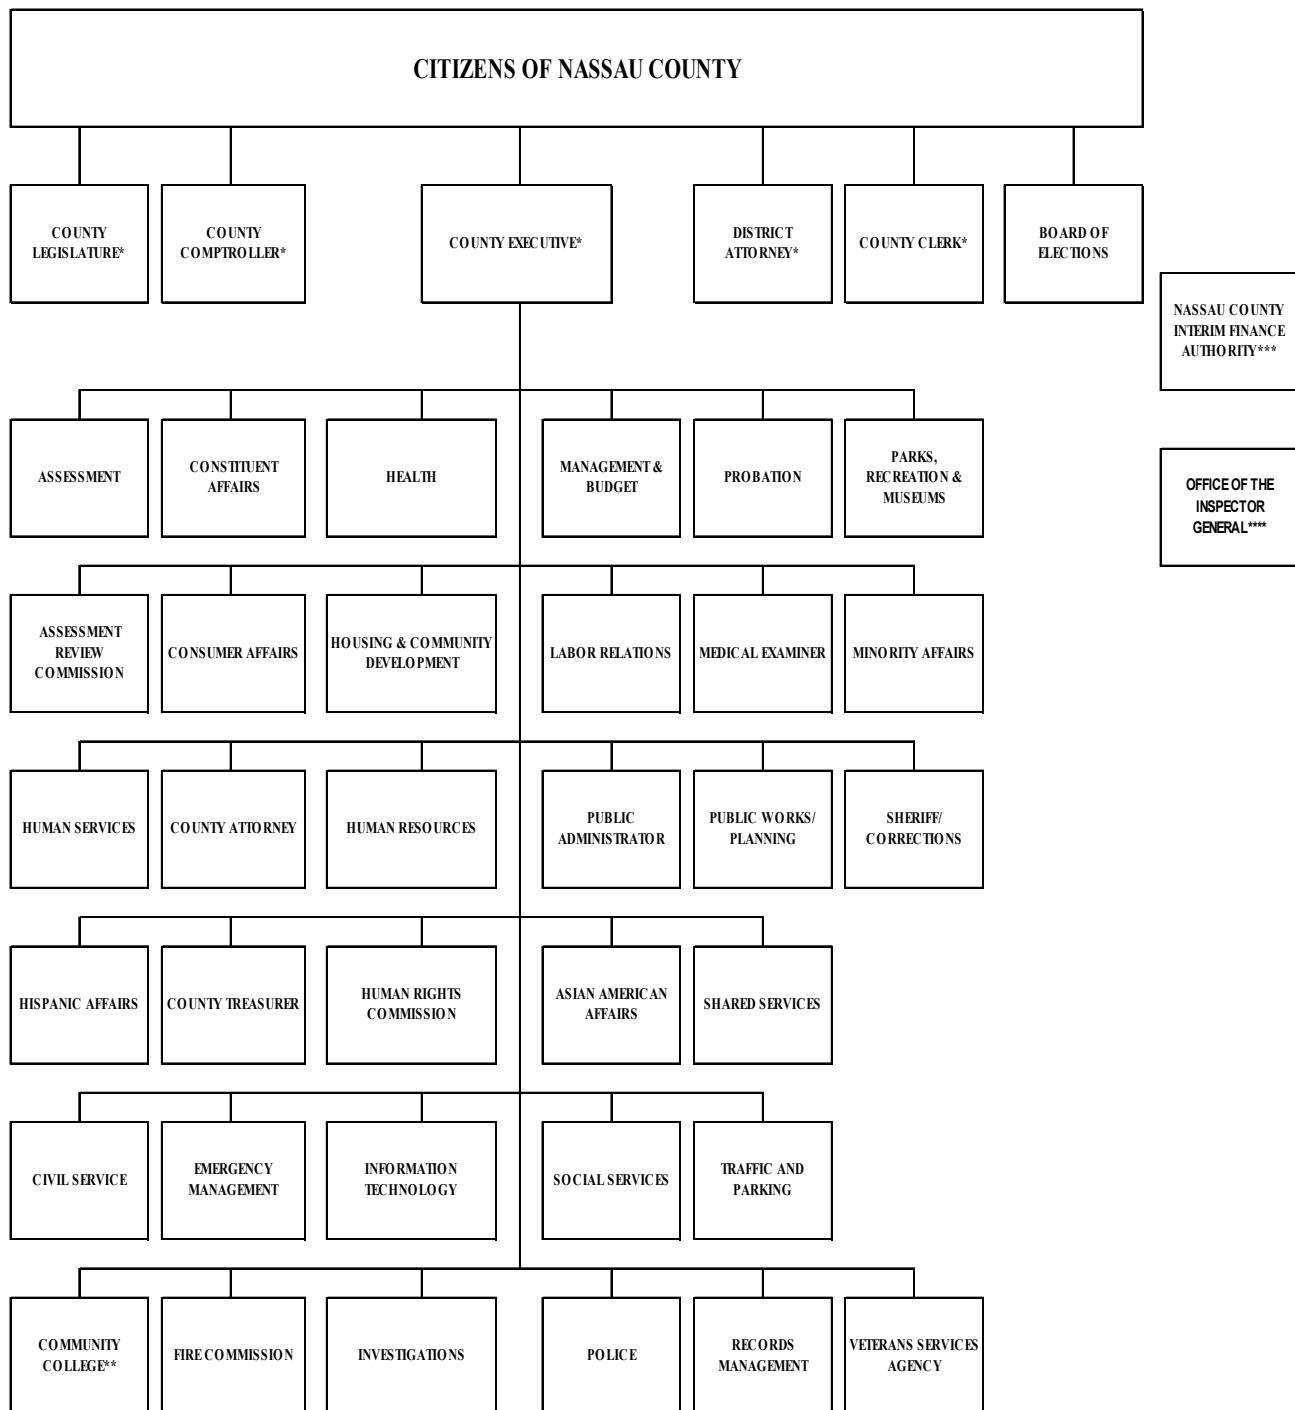 CITIZENS OF NASSAU COUNTY
COUNTY
LEGISLATURE*
COUNTY
COMPTROLLER*
COUNTY EXECUTIVE*
DISTRICT
ATTORNEY*
COUNTY CLERK*
BOARD OF
ELECTIONS
NASSAU COUNTY
INTERIM FINANCE
AUTHORITY***
ASSESSMENT
CONSTITUENT
AFFAIRS
HEALTH
MANAGEMENT &
BUDGET
PROBATION
PARKS,
RECREATION &
MUSEUMS
OFFICE OF THE
INSPECTOR
GENERAL****
ASSESSMENT
REVIEW
COMMISSION
CONSUMER AFFAIRS
HOUSING & COMMUNITY
DEVELOPMENT
LABOR RELATIONS
MEDICAL EXAMINER
MINORITY AFFAIRS
HUMAN SERVICES
COUNTY ATTORNEY
HUMAN RESOURCES
PUBLIC
ADMINISTRATOR
PUBLIC WORKS/
PLANNING
SHERIFF/
CORRECTIONS
HISPANIC AFFAIRS
COUNTY TREASURER
HUMAN RIGHTS
COMMISSION
ASIAN AMERICAN
AFFAIRS
SHARED SERVICES
CIVIL SERVICE
EMERGENCY
MANAGEMENT
INFORMATION
TECHNOLOGY
SOCIAL SERVICES
TRAFFIC AND
PARKING
COMMUNITY
COLLEGE**
FIRE COMMISSION
INVESTIGATIONS
POLICE
RECORDS
MANAGEMENT
VETERANS SERVICES
AGENCY